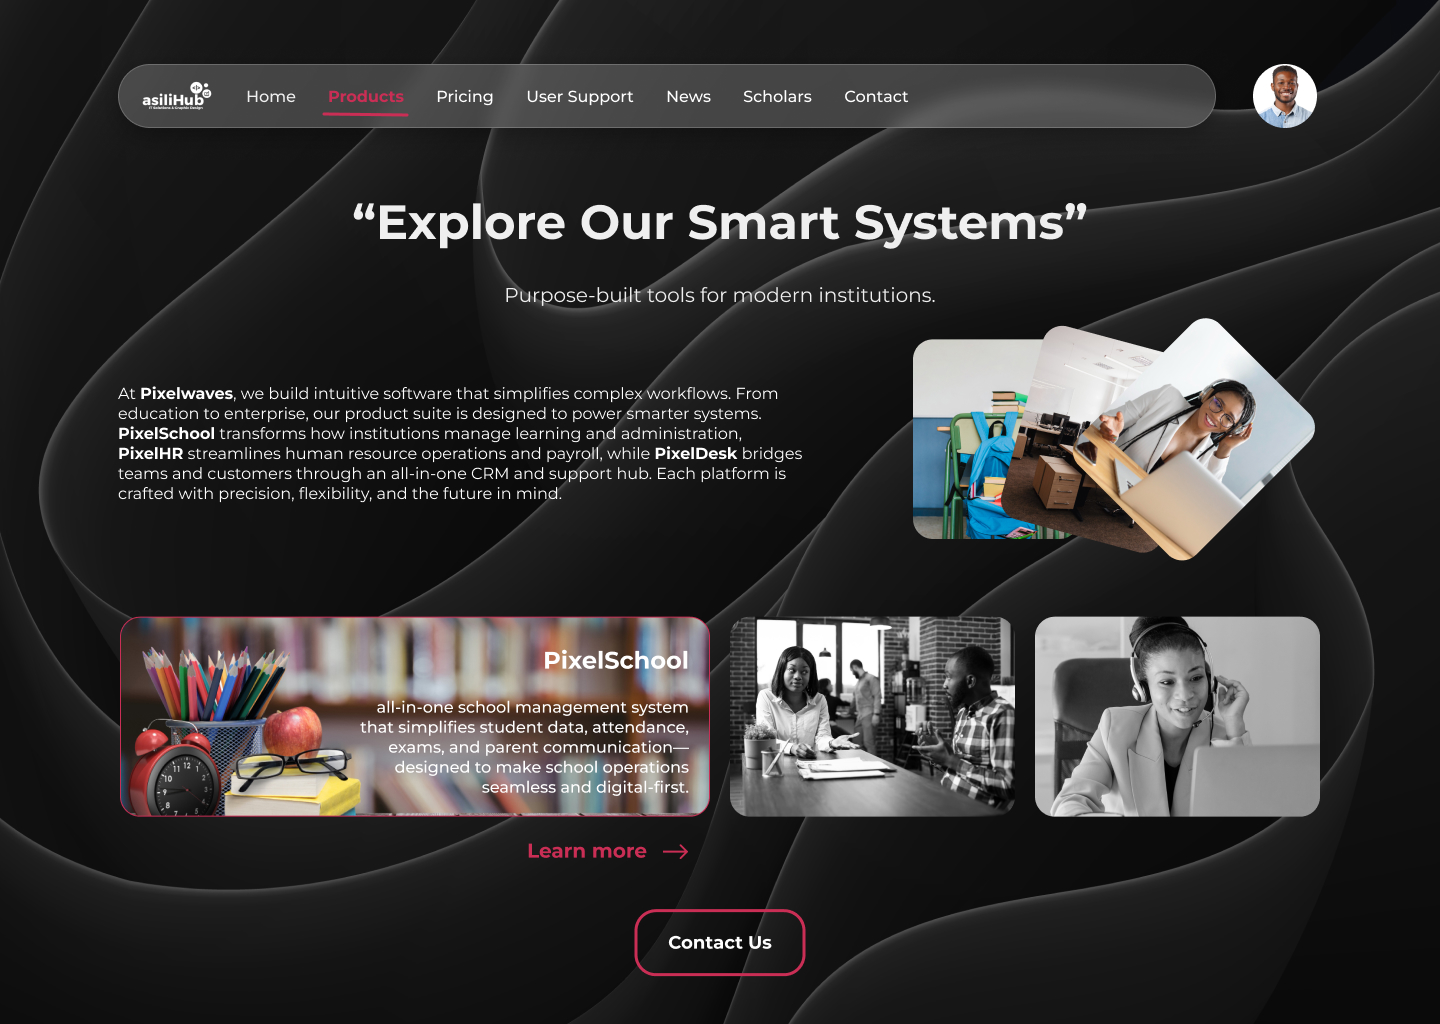 asiliHub
IT Solutions & Graphic Design
Home Products Pricing User Support News Scholars Contact
“Explore Our Smart Systems”
Purpose-built tools for modern institutions.
At Pixelwaves, we build intuitive software that simplifies complex workflows. From
education to enterprise, our product suite is designed to power smarter systems.
PixelSchool transforms how institutions manage learning and administration,
PixelHR streamlines human resource operations and payroll, while PixelDesk bridges
teams and customers through an all-in-one CRM and support hub. Each platform is
crafted with precision, flexibility, and the future in mind.
PixelSchool
all-in-one school management system
that simplifies student data, attendance,
exams, and parent communication—
designed to make school operations
seamless and digital-first.
Learn more
Contact Us